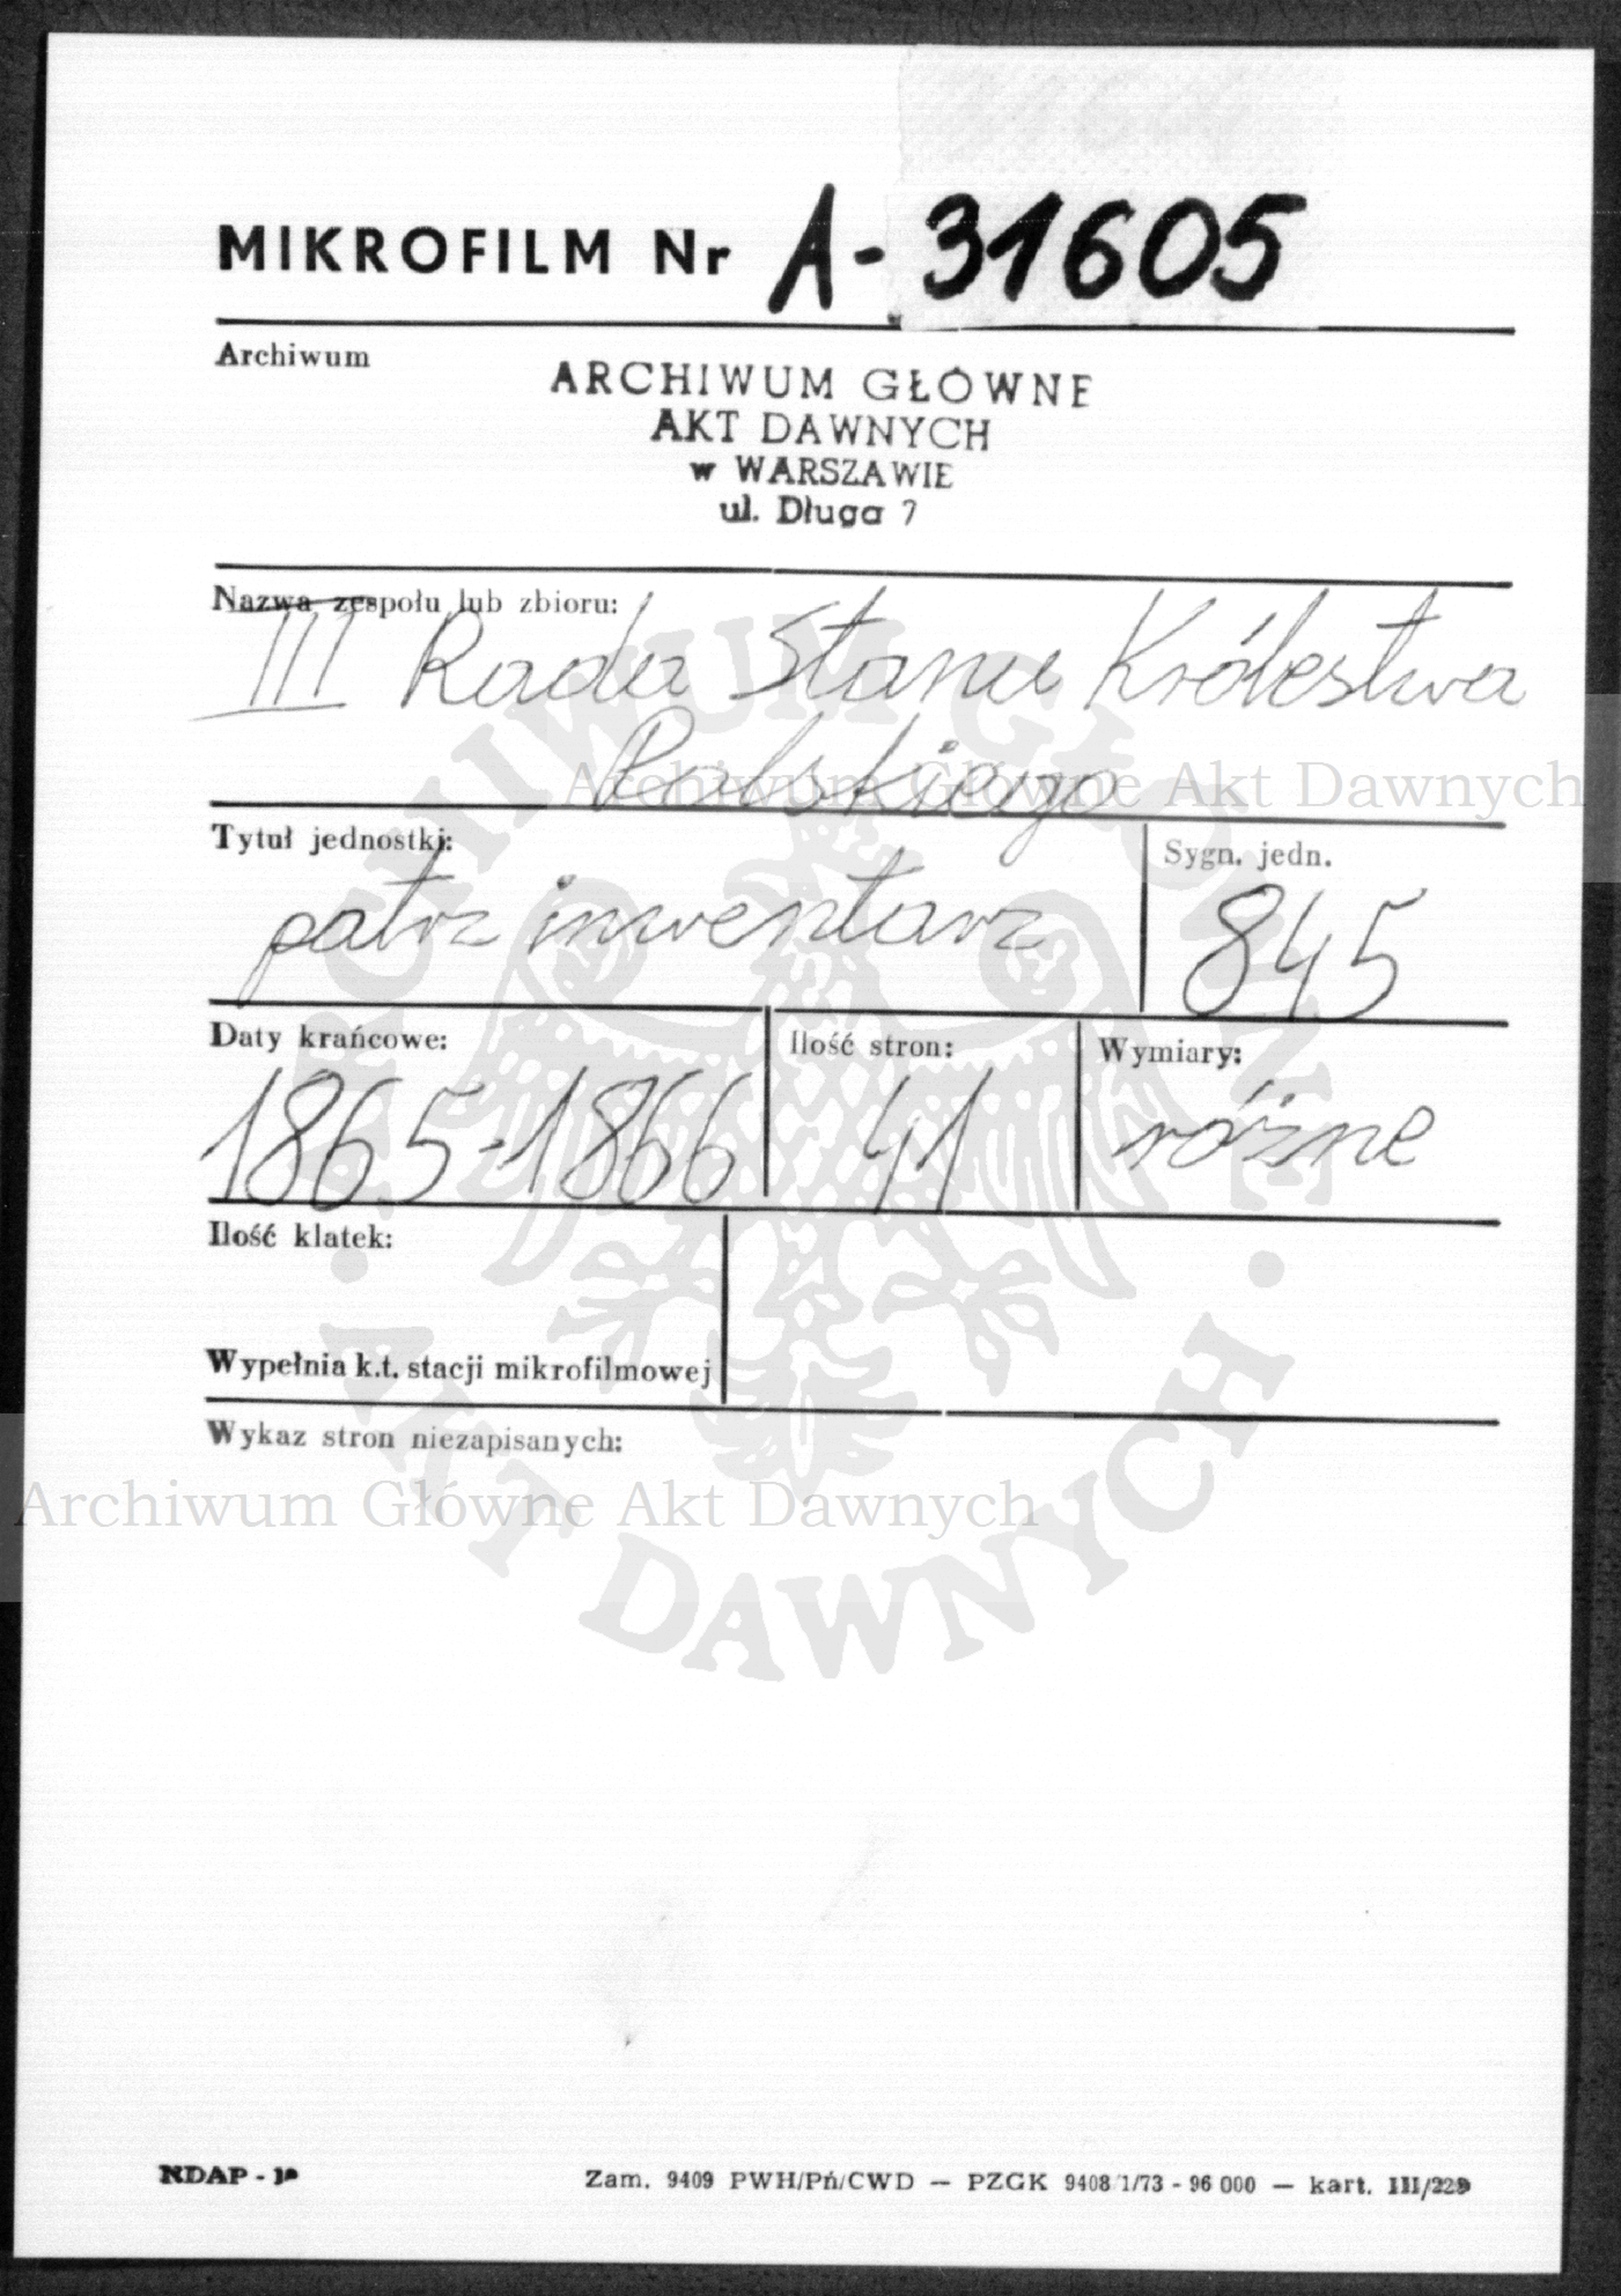 MIKROFILM Nr A-31605
Archiwum
ARCHIWUM GŁÓWNE
AKT DAWNYCH
w WARSZAWIE
ul. Długa 7
Nazwa zespołu lub zbioru:
III Rada Stanu Królestwa
Polskiego
Archiwum Główne Akt Dawnych
Tytuł jednostki:
patrz inwentarz
Sygn. jedn.
845
Daty krańcowe:
1865-1866
Ilość stron:
41
Wymiary:
różne
Ilość klatek:
Wypełnia k.t. stacji mikrofilmowej
Wykaz stron niezapisanych:
Archiwum Główne Akt Dawnych
ARCHIWUM GŁÓWNE
· AKT DAWNYCH ·
NDAP -
Zam. 9409 PWH/Pń/CWD — PZGK 9408/1/73 - 96 000 — kart. III/229